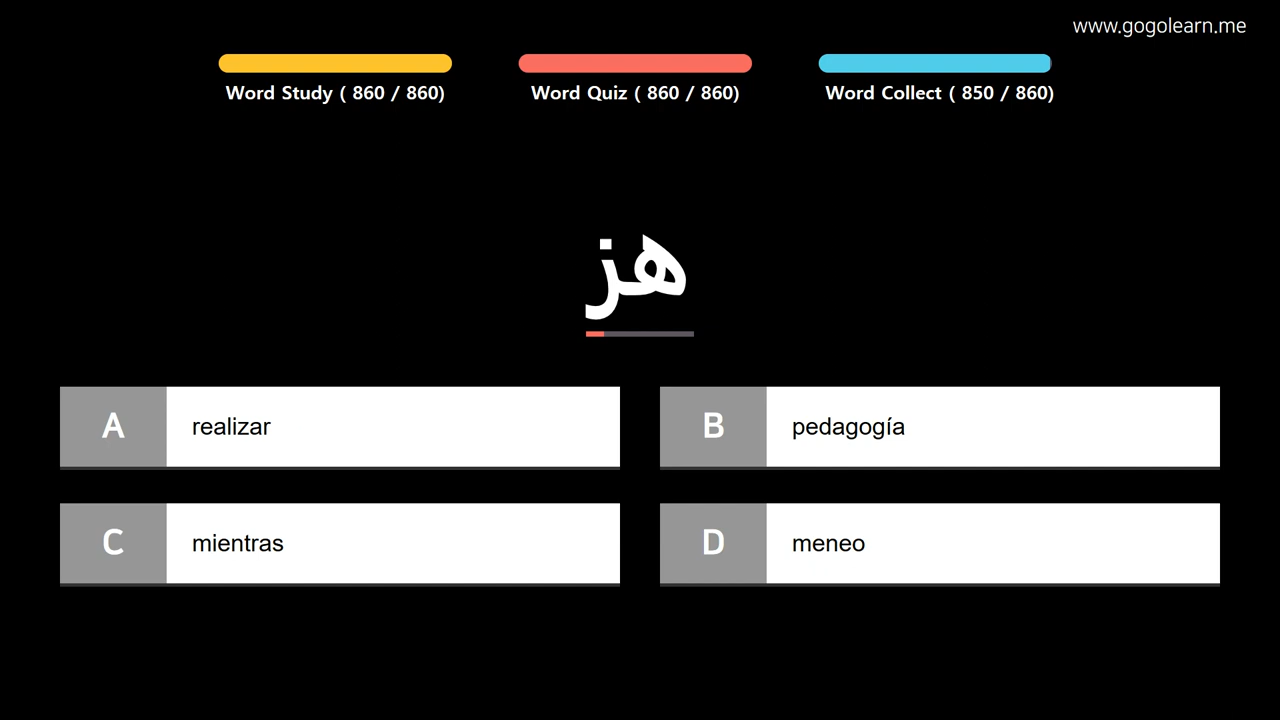 www.gogolearn.me
Word Study ( 860 / 860)
Word Quiz ( 860 / 860)
Word Collect ( 850 / 860)
هز
A realizar
B pedagogía
C mientras
D meneo